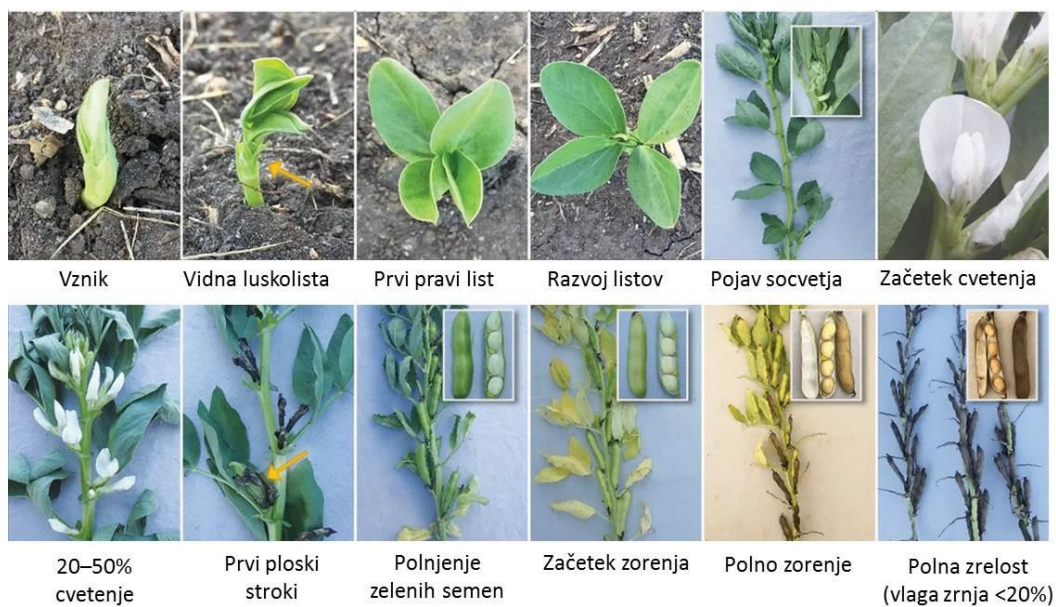 Vznik
Vidna luskolista
Prvi pravi list
Razvoj listov
Pojav socvetja
Začetek cvetenja
20–50%
cvetenje
Prvi ploski
stroki
Polnjenje
zelenih semen
Začetek zorenja
Polno zorenje
Polna zrelost
(vlaga zrnja <20%)